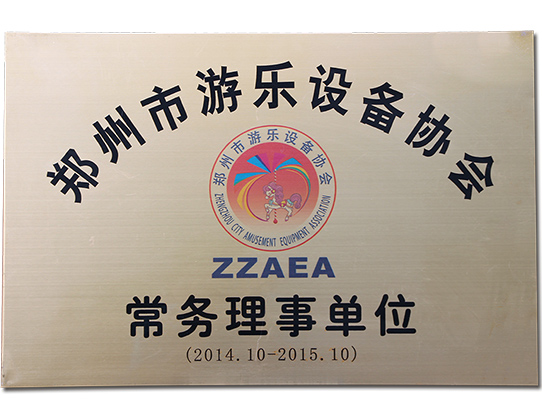 郑州市游乐设备协会
郑州市游乐设备协会
ZHENGZHOU CITY AMUSEMENT EQUIPMENT ASSOCIATION
ZZAEA
常务理事单位
(2014.10-2015.10)